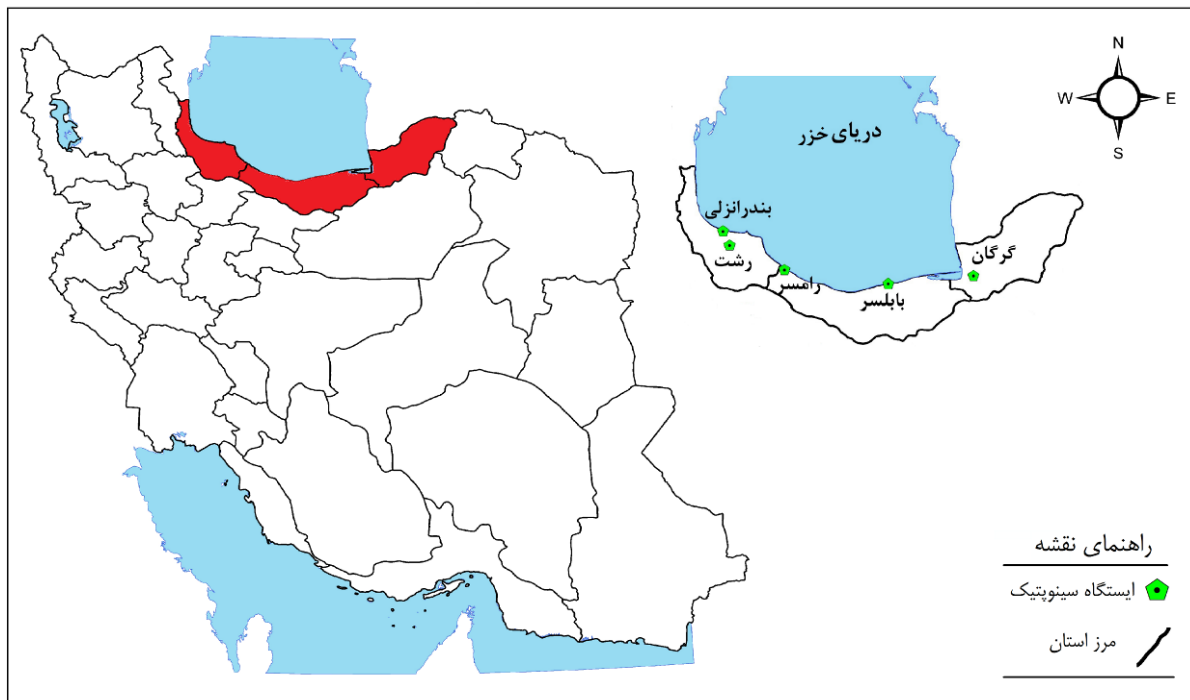 N
W E
S
دریای خزر
بندرانزلی
رشت
رامسر
بابلسر
گرگان
راهنمای نقشه
ایستگاه سینوپتیک
مرز استان